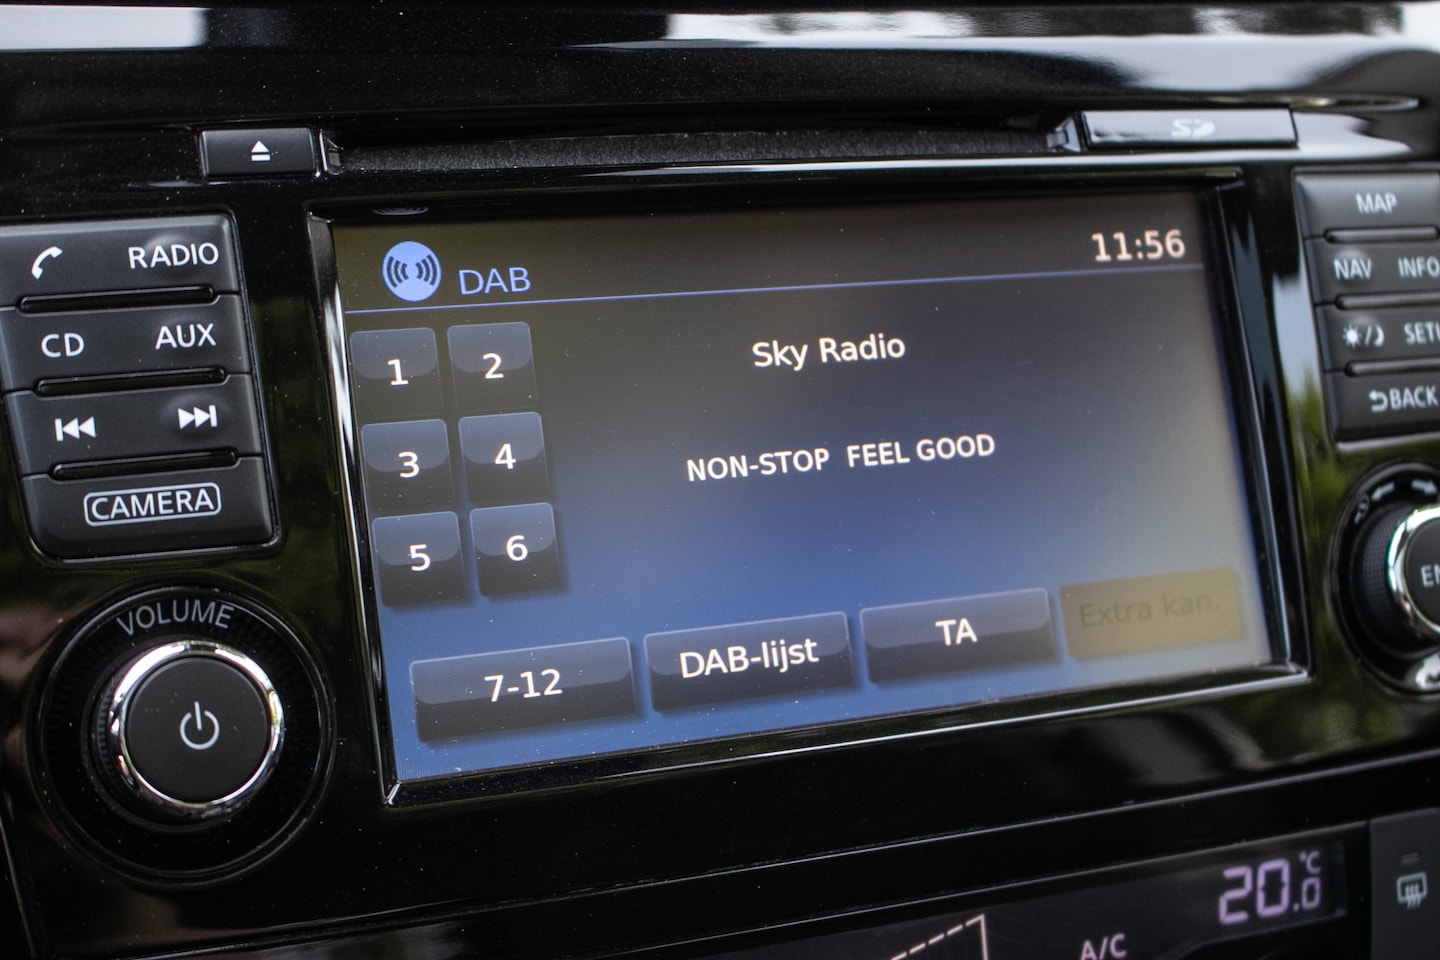 SD
MAP
RADIO
11:56
DAB
NAV INFO
CD AUX
1 2
Sky Radio
3 4
NON-STOP FEEL GOOD
BACK
CAMERA
5 6
VOLUME
7-12 DAB-lijst TA Extra kan.
20.0 °C
A/C